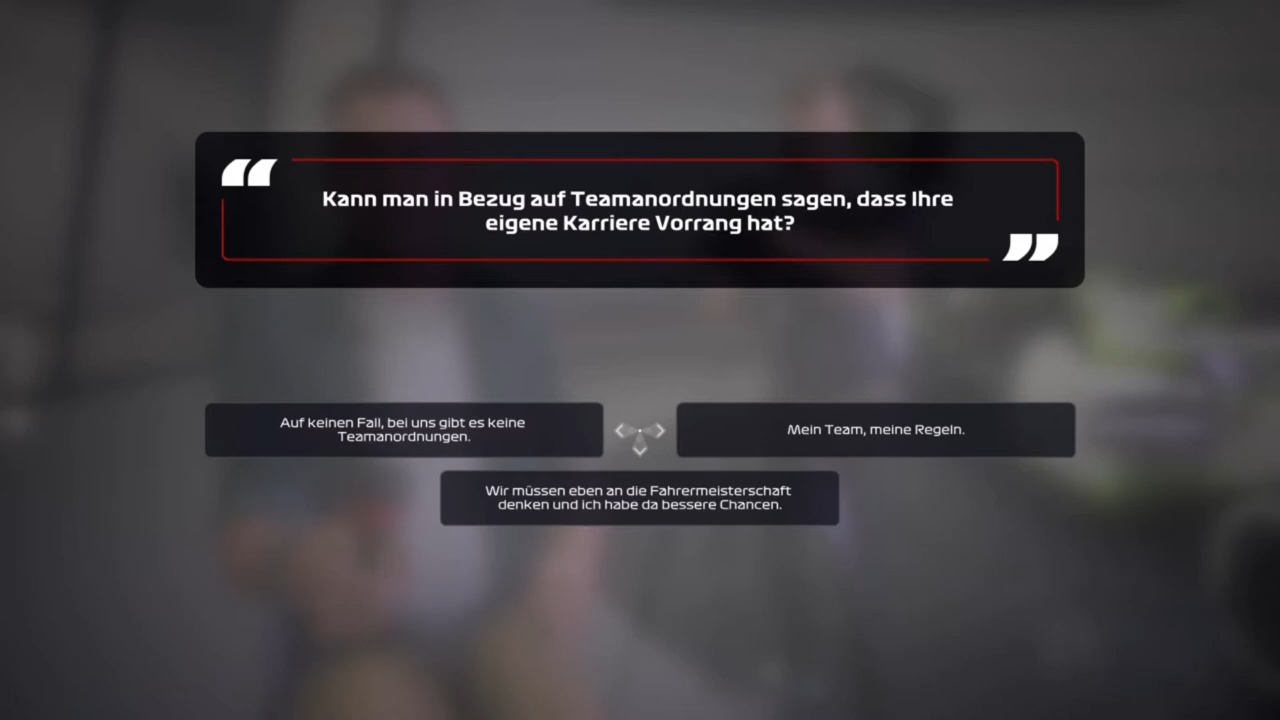 Kann man in Bezug auf Teamanordnungen sagen, dass Ihre
eigene Karriere Vorrang hat?
Auf keinen Fall, bei uns gibt es keine
Teamanordnungen.
Mein Team, meine Regeln.
Wir müssen eben an die Fahrermeisterschaft
denken und ich habe da bessere Chancen.